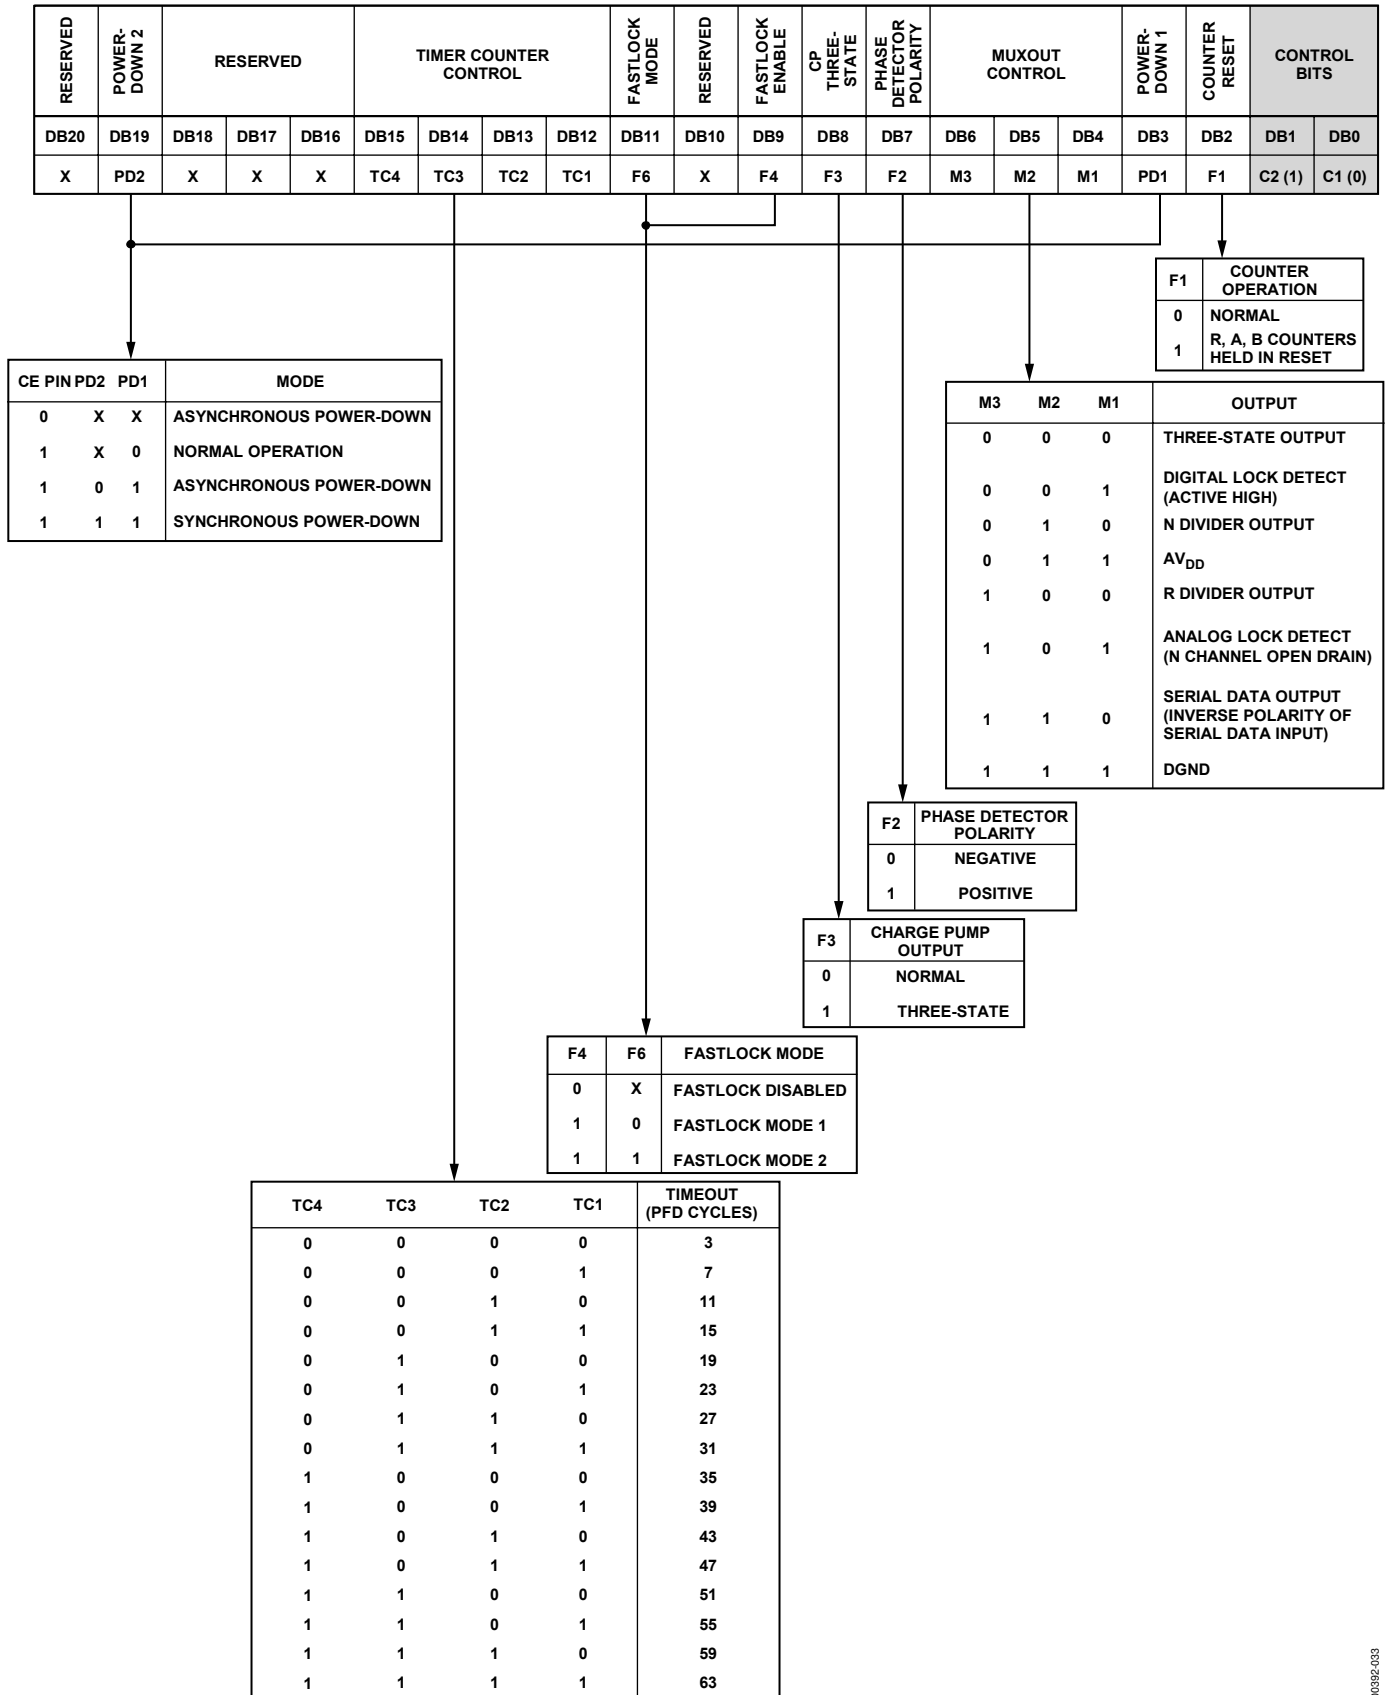 RESERVED
POWER-
DOWN 2
RESERVED
TIMER COUNTER
CONTROL
FASTLOCK
MODE
RESERVED
FASTLOCK
ENABLE
CP
THREE-
STATE
PHASE
DETECTOR
POLARITY
MUXOUT
CONTROL
POWER-
DOWN 1
COUNTER
RESET
CONTROL
BITS
DB20 DB19 DB18 DB17 DB16 DB15 DB14 DB13 DB12 DB11 DB10 DB9 DB8 DB7 DB6 DB5 DB4 DB3 DB2 DB1 DB0
X PD2 X X X TC4 TC3 TC2 TC1 F6 X F4 F3 F2 M3 M2 M1 PD1 F1 C2 (1) C1 (0)
F1 COUNTER
OPERATION
0 NORMAL
1 R, A, B COUNTERS
HELD IN RESET
CE PIN PD2 PD1 MODE
0 X X ASYNCHRONOUS POWER-DOWN
1 X 0 NORMAL OPERATION
1 0 1 ASYNCHRONOUS POWER-DOWN
1 1 1 SYNCHRONOUS POWER-DOWN
M3 M2 M1 OUTPUT
0 0 0 THREE-STATE OUTPUT
0 0 1 DIGITAL LOCK DETECT
(ACTIVE HIGH)
0 1 0 N DIVIDER OUTPUT
0 1 1 AVDD
1 0 0 R DIVIDER OUTPUT
1 0 1 ANALOG LOCK DETECT
(N CHANNEL OPEN DRAIN)
1 1 0 SERIAL DATA OUTPUT
(INVERSE POLARITY OF
SERIAL DATA INPUT)
1 1 1 DGND
F2 PHASE DETECTOR
POLARITY
0 NEGATIVE
1 POSITIVE
F3 CHARGE PUMP
OUTPUT
0 NORMAL
1 THREE-STATE
F4 F6 FASTLOCK MODE
0 X FASTLOCK DISABLED
1 0 FASTLOCK MODE 1
1 1 FASTLOCK MODE 2
TC4 TC3 TC2 TC1 TIMEOUT
(PFD CYCLES)
0 0 0 0 3
0 0 0 1 7
0 0 1 0 11
0 0 1 1 15
0 1 0 0 19
0 1 0 1 23
0 1 1 0 27
0 1 1 1 31
1 0 0 0 35
1 0 0 1 39
1 0 1 0 43
1 0 1 1 47
1 1 0 0 51
1 1 0 1 55
1 1 1 0 59
1 1 1 1 63
00392-033